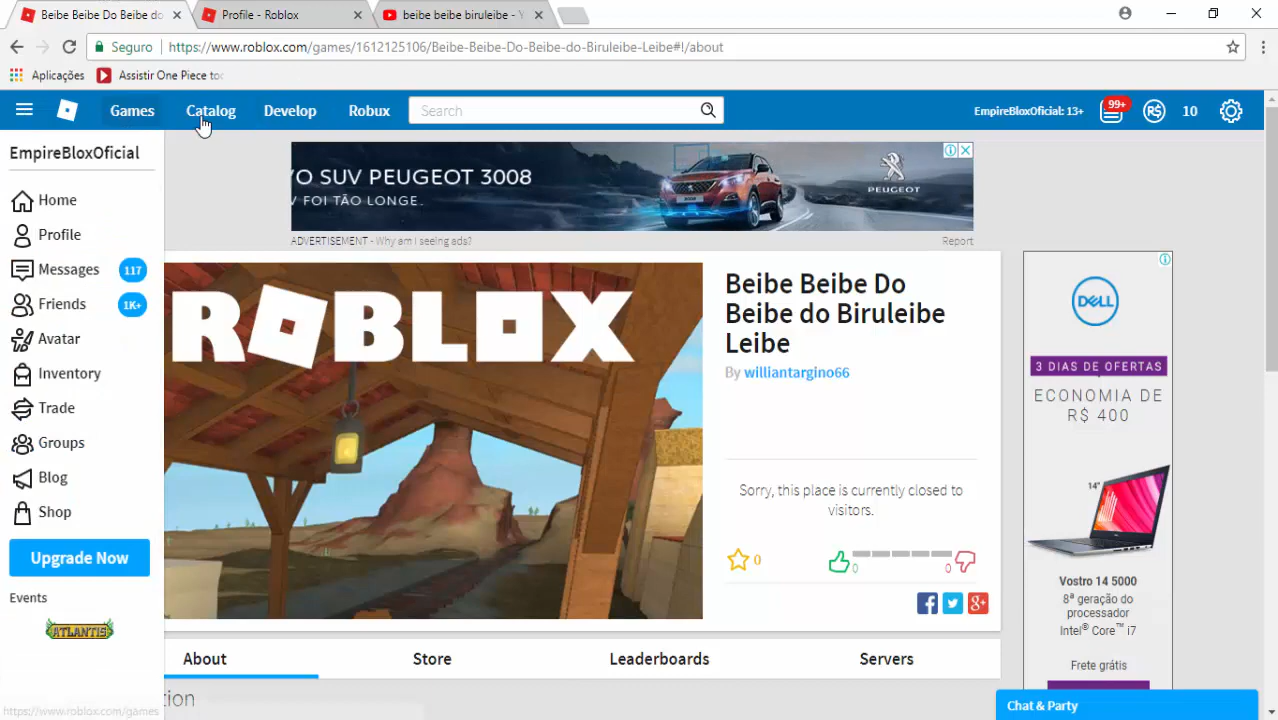 Beibe Beibe Do Beibe do
Profile - Roblox
beibe beibe biruleibe - Y
Seguro
https://www.roblox.com/games/1612125106/Beibe-Beibe-Do-Beibe-do-Biruleibe-Leibe#!/about
Aplicações
Assistir One Piece to
Games
Catalog
Develop
Robux
Search
EmpireBloxOficial: 13+
99+
R$
10
EmpireBloxOficial
Home
Profile
Messages
117
Friends
1K+
Avatar
Inventory
Trade
Groups
Blog
Shop
Upgrade Now
Events
ATLANTIS
https://www.roblox.com/games
O SUV PEUGEOT 3008
FOI TÃO LONGE.
PEUGEOT
ADVERTISEMENT - Why am I seeing ads?
Report
ROBLOX
Beibe Beibe Do
Beibe do Biruleibe
Leibe
By williantargino66
Sorry, this place is currently closed to
visitors.
0
0
0
About
Store
Leaderboards
Servers
tion
DELL
3 DIAS DE OFERTAS
ECONOMIA DE
R$ 400
14"
Vostro 14 5000
8ª geração do
processador
Intel® Core™ i7
Frete grátis
Chat & Party